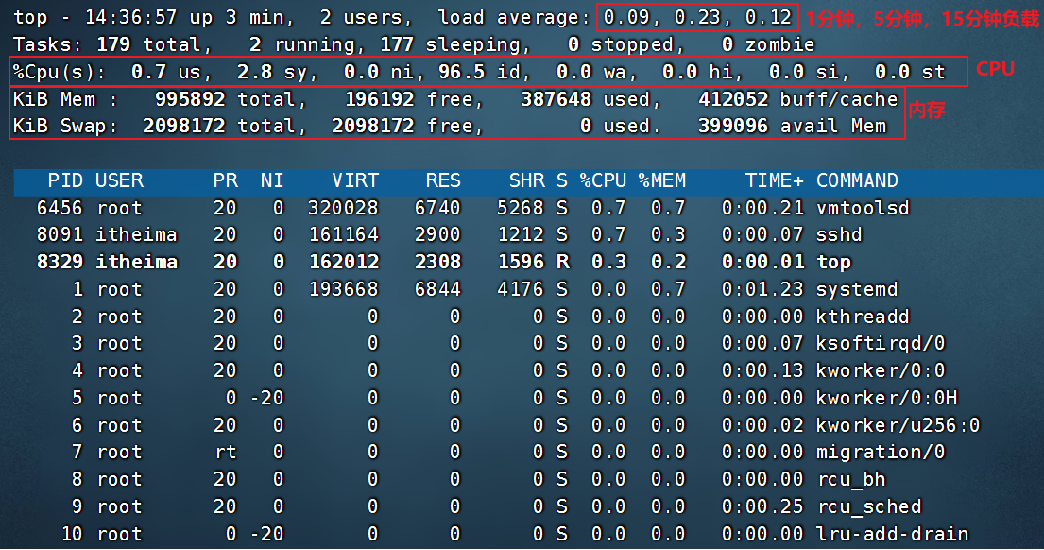 top - 14:36:57 up 3 min,  2 users,  load average: 0.09, 0.23, 0.12 1分钟，5分钟，15分钟负载
Tasks: 179 total,   2 running, 177 sleeping,   0 stopped,   0 zombie
%Cpu(s):  0.7 us,  2.8 sy,  0.0 ni, 96.5 id,  0.0 wa,  0.0 hi,  0.0 si,  0.0 st CPU
KiB Mem :   995892 total,   196192 free,   387648 used,   412052 buff/cache
内存
KiB Swap:  2098172 total,  2098172 free,        0 used.   399096 avail Mem
PID USER      PR  NI    VIRT    RES    SHR S %CPU %MEM     TIME+ COMMAND
6456 root      20   0  320028   6740   5268 S  0.7  0.7   0:00.21 vmtoolsd
8091 itheima   20   0  161164   2900   1212 S  0.7  0.3   0:00.07 sshd
8329 itheima   20   0  162012   2308   1596 R  0.3  0.2   0:00.01 top
1 root      20   0  193668   6844   4176 S  0.0  0.7   0:01.23 systemd
2 root      20   0       0      0      0 S  0.0  0.0   0:00.00 kthreadd
3 root      20   0       0      0      0 S  0.0  0.0   0:00.07 ksoftirqd/0
4 root      20   0       0      0      0 S  0.0  0.0   0:00.13 kworker/0:0
5 root       0 -20       0      0      0 S  0.0  0.0   0:00.00 kworker/0:0H
6 root      20   0       0      0      0 S  0.0  0.0   0:00.02 kworker/u256:0
7 root      rt   0       0      0      0 S  0.0  0.0   0:00.00 migration/0
8 root      20   0       0      0      0 S  0.0  0.0   0:00.00 rcu_bh
9 root      20   0       0      0      0 S  0.0  0.0   0:00.25 rcu_sched
10 root       0 -20       0      0      0 S  0.0  0.0   0:00.00 lru-add-drain